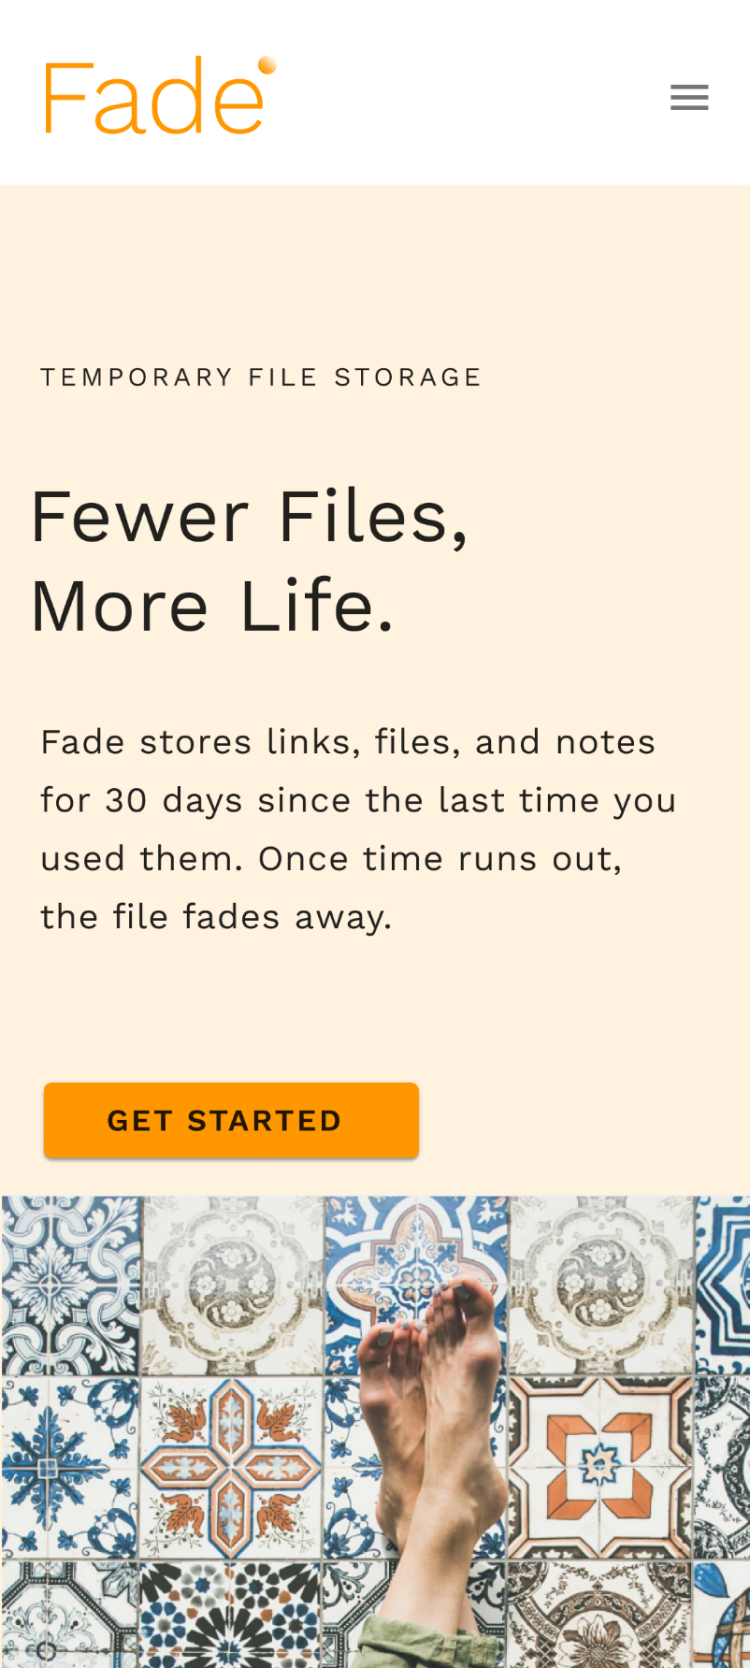 Fade
TEMPORARY FILE STORAGE
Fewer Files,
More Life.
Fade stores links, files, and notes
for 30 days since the last time you
used them. Once time runs out,
the file fades away.
GET STARTED